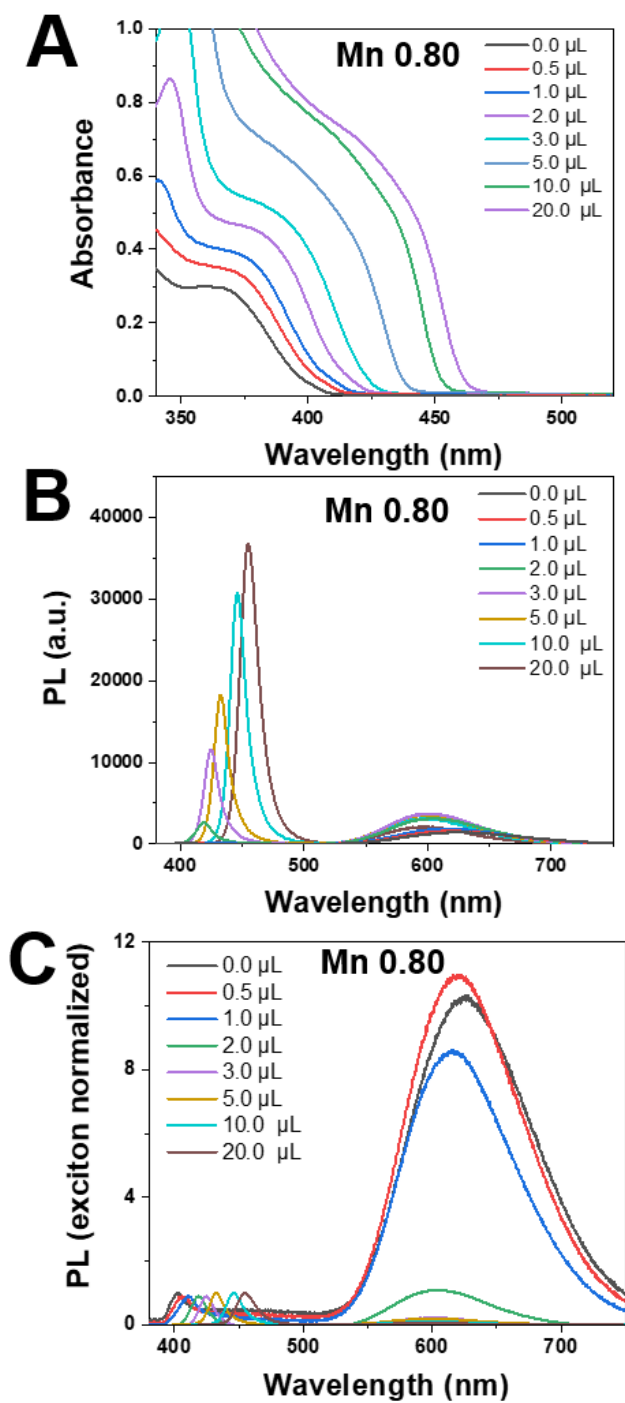 A
Mn 0.80
0.0 µL
0.5 µL
1.0 µL
2.0 µL
3.0 µL
5.0 µL
10.0 µL
20.0 µL
1.0
0.8
0.6
0.4
0.2
0.0
Absorbance
350 400 450 500
Wavelength (nm)
B
Mn 0.80
0.0 µL
0.5 µL
1.0 µL
2.0 µL
3.0 µL
5.0 µL
10.0 µL
20.0 µL
40000
30000
20000
10000
0
PL (a.u.)
400 500 600 700
Wavelength (nm)
C
Mn 0.80
0.0 µL
0.5 µL
1.0 µL
2.0 µL
3.0 µL
5.0 µL
10.0 µL
20.0 µL
12
8
4
0
PL (exciton normalized)
400 500 600 700
Wavelength (nm)